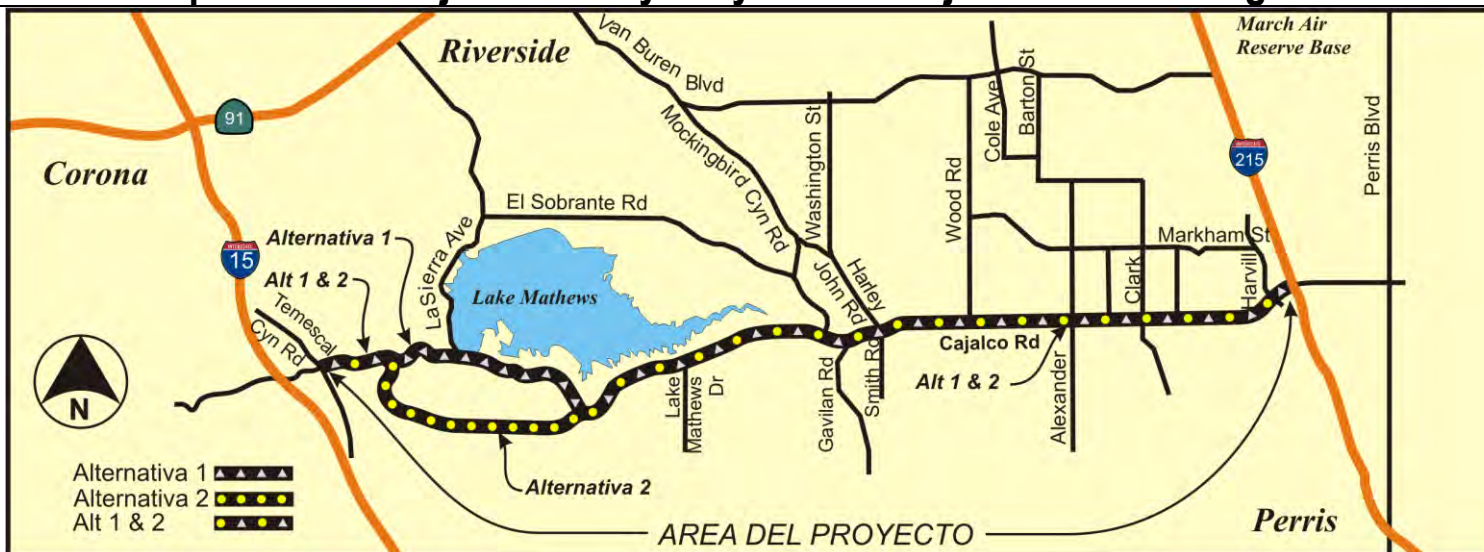 March Air
Reserve Base
Riverside
Van Buren
Blvd
Cole Ave
Barton St
91
Corona
Mockingbird Cyn Rd
Washington St
Wood Rd
215
Perris Blvd
El Sobrante Rd
Alternativa 1
LaSierra Ave
Markham St
Alt 1 & 2
15
Lake Mathews
John Rd
Harley
Clark
Harvill
Temescal
Cyn Rd
Cajalco Rd
Smith Rd
Alt 1 & 2
Lake
Mathews
Dr
Gavilan Rd
Alexander
N
Alternativa 1
Alternativa 2
Alt 1 & 2
Alternativa 2
AREA DEL PROYECTO
Perris